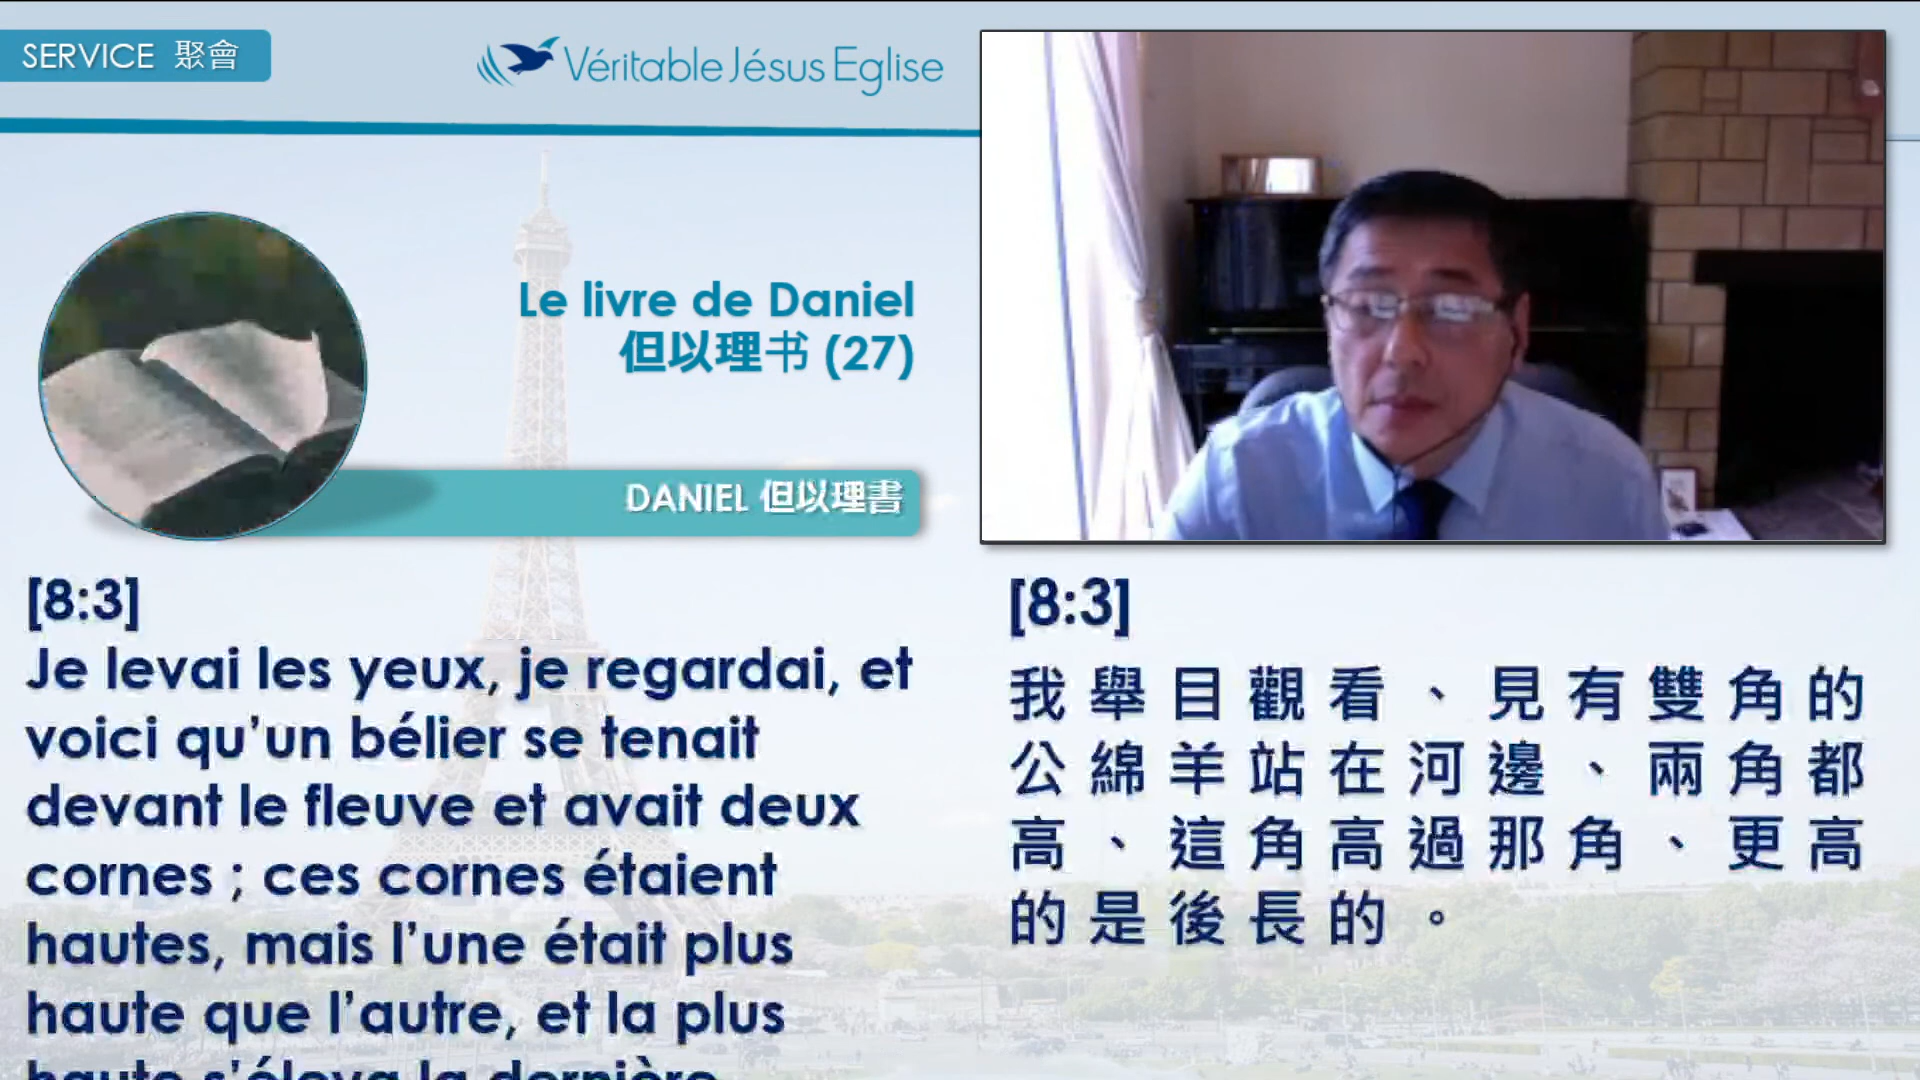 SERVICE 聚會
Véritable Jésus Eglise
Le livre de Daniel
但以理书 (27)
DANIEL 但以理書
[8:3]
Je levai les yeux, je regardai, et
voici qu’un bélier se tenait
devant le fleuve et avait deux
cornes ; ces cornes étaient
hautes, mais l’une était plus
haute que l’autre, et la plus
haute s’éleva la dernière.
[8:3]
我舉目觀看、見有雙角的
公綿羊站在河邊、兩角都
高、這角高過那角、更高
的是後長的。